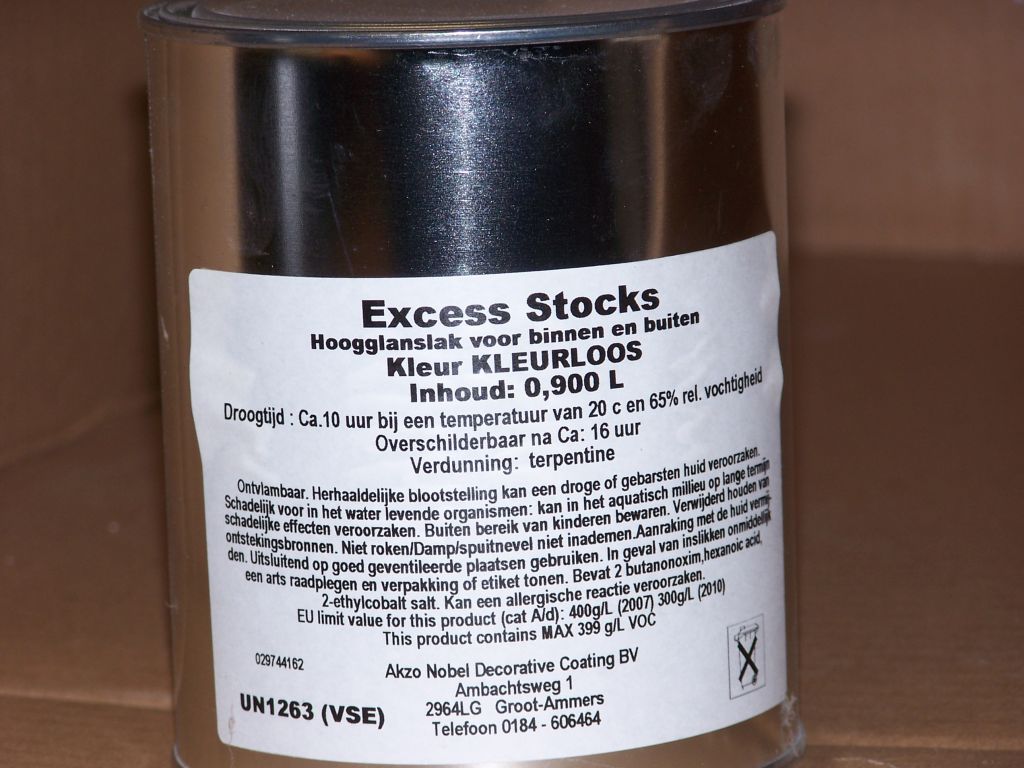 Excess Stocks
Hoogglanslak voor binnen en buiten
Kleur KLEURLOOS
Inhoud: 0,900 L
Droogtijd : Ca.10 uur bij een temperatuur van 20 c en 65% rel. vochtigheid
Overschilderbaar na Ca: 16 uur
Verdunning: terpentine
Ontvlambaar. Herhaaldelijke blootstelling kan een droge of gebarsten huid veroorzaken.
Schadelijk voor in het water levende organismen: kan in het aquatisch milieu op lange termijn
schadelijke effecten veroorzaken. Buiten bereik van kinderen bewaren. Verwijderd houden van
ontstekingsbronnen. Niet roken/Damp/spuitnevel niet inademen.Aanraking met de huid vermij-
den. Uitsluitend op goed geventileerde plaatsen gebruiken. In geval van inslikken onmiddellijk
een arts raadplegen en verpakking of etiket tonen. Bevat 2 butanonoxim,hexanoic acid,
2-ethylcobalt salt. Kan een allergische reactie veroorzaken.
EU limit value for this product (cat A/d): 400g/L (2007) 300g/L (2010)
This product contains MAX 399 g/L VOC
029744162
Akzo Nobel Decorative Coating BV
Ambachtsweg 1
2964LG Groot-Ammers
Telefoon 0184 - 606464
UN1263 (VSE)